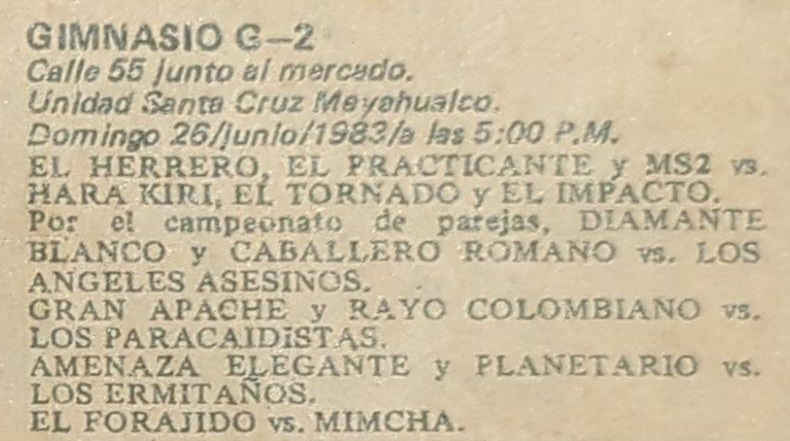 GIMNASIO G—2
Calle 55 junto al mercado.
Unidad Santa Cruz Meyehualco.
Domingo 26/junio/1983/a las 5:00 P.M.
EL HERRERO, EL PRACTICANTE y MS2 vs.
HARA KIRI, EL TORNADO y EL IMPACTO.
Por el campeonato de parejas, DIAMANTE
BLANCO y CABALLERO ROMANO vs. LOS
ANGELES ASESINOS.
GRAN APACHE y RAYO COLOMBIANO vs.
LOS PARACAIDISTAS.
AMENAZA ELEGANTE y PLANETARIO vs.
LOS ERMITAÑOS.
EL FORAJIDO vs. MIMCHA.